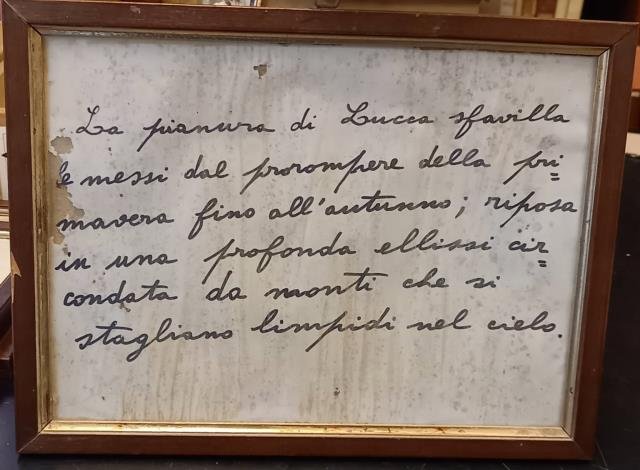 La pianura di Lucca sfavilla
le messi dal prorompere della pri=
mavera fino all'autunno; riposa
in una profonda ellissi cir=
condata da monti che si
stagliano limpidi nel cielo.